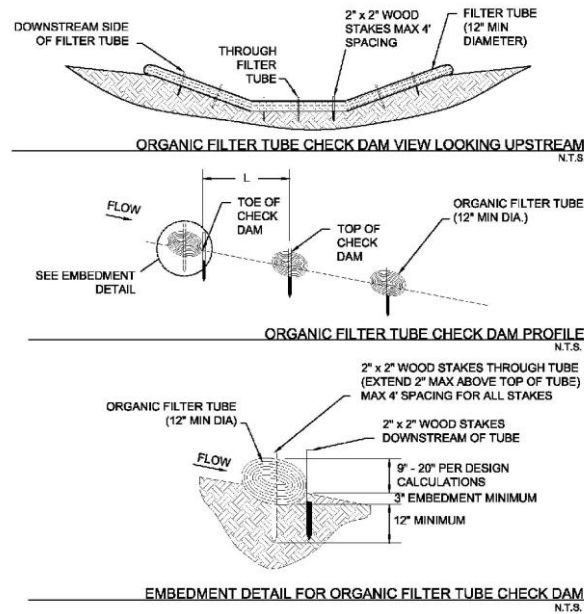 DOWNSTREAM SIDE
OF FILTER TUBE
THROUGH
FILTER
TUBE
2" x 2" WOOD
STAKES MAX 4'
SPACING
FILTER TUBE
(12" MIN
DIAMETER)
ORGANIC FILTER TUBE CHECK DAM VIEW LOOKING UPSTREAM
N.T.S.
FLOW
L
TOE OF
CHECK
DAM
TOP OF
CHECK
DAM
ORGANIC FILTER TUBE
(12" MIN DIA.)
SEE EMBEDMENT
DETAIL
ORGANIC FILTER TUBE CHECK DAM PROFILE
N.T.S.
2" x 2" WOOD STAKES THROUGH TUBE
(EXTEND 2" MAX ABOVE TOP OF TUBE)
MAX 4' SPACING FOR ALL STAKES
ORGANIC FILTER TUBE
(12" MIN DIA)
2" x 2" WOOD STAKES
DOWNSTREAM OF TUBE
FLOW
9" - 20" PER DESIGN
CALCULATIONS
3" EMBEDMENT MINIMUM
12" MINIMUM
EMBEDMENT DETAIL FOR ORGANIC FILTER TUBE CHECK DAM
N.T.S.